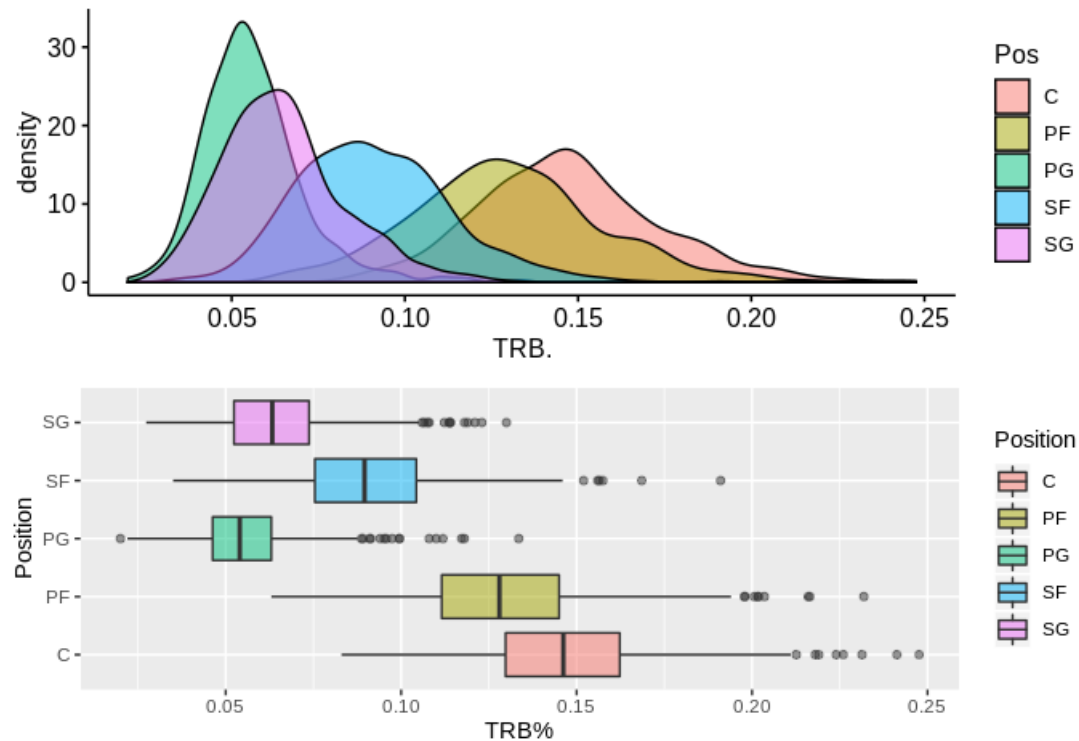 30
20
10
0
density
0.05 0.10 0.15 0.20 0.25
TRB.
Pos
C
PF
PG
SF
SG
SG
SF
PG
PF
C
Position
0.05 0.10 0.15 0.20 0.25
TRB%
Position
C
PF
PG
SF
SG